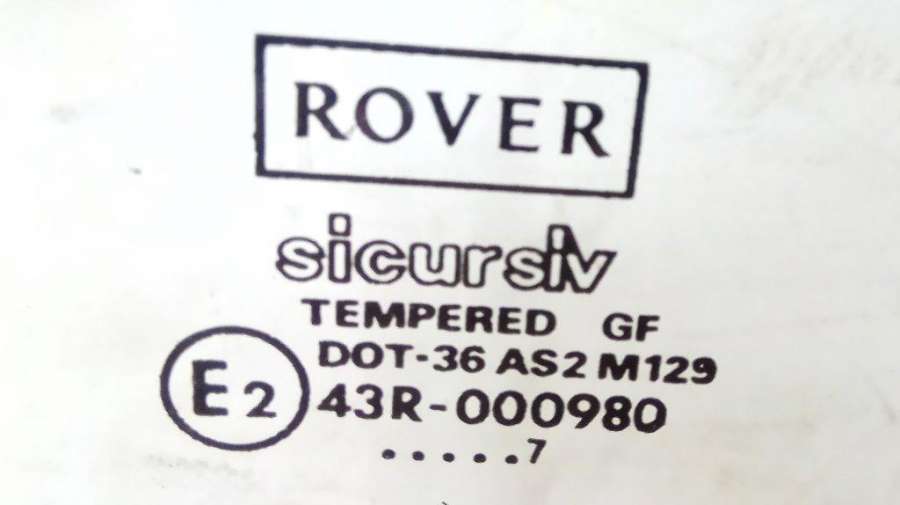 ROVER
sicursiv
TEMPERED GF
DOT-36 AS2 M129
E2 43R-000980
.....7